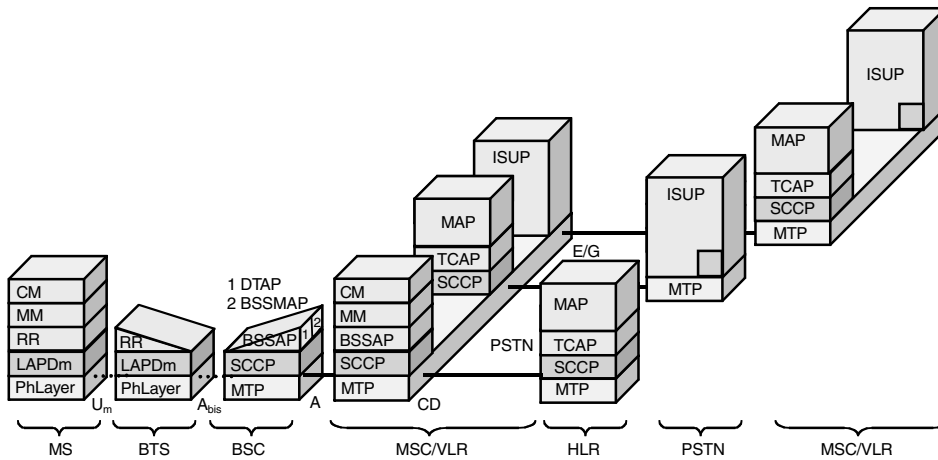 ISUP
MAP
TCAP
SCCP
MTP
ISUP
MAP
TCAP
SCCP
ISUP
MTP
E/G
1 DTAP
2 BSSMAP
CM
MM
RR
LAPDm
PhLayer
RR
LAPDm
PhLayer
BSSAP 1 2
SCCP
MTP
CM
MM
BSSAP
SCCP
MTP
PSTN
MAP
TCAP
SCCP
MTP
Um
Abis
A
CD
MS
BTS
BSC
MSC/VLR
HLR
PSTN
MSC/VLR